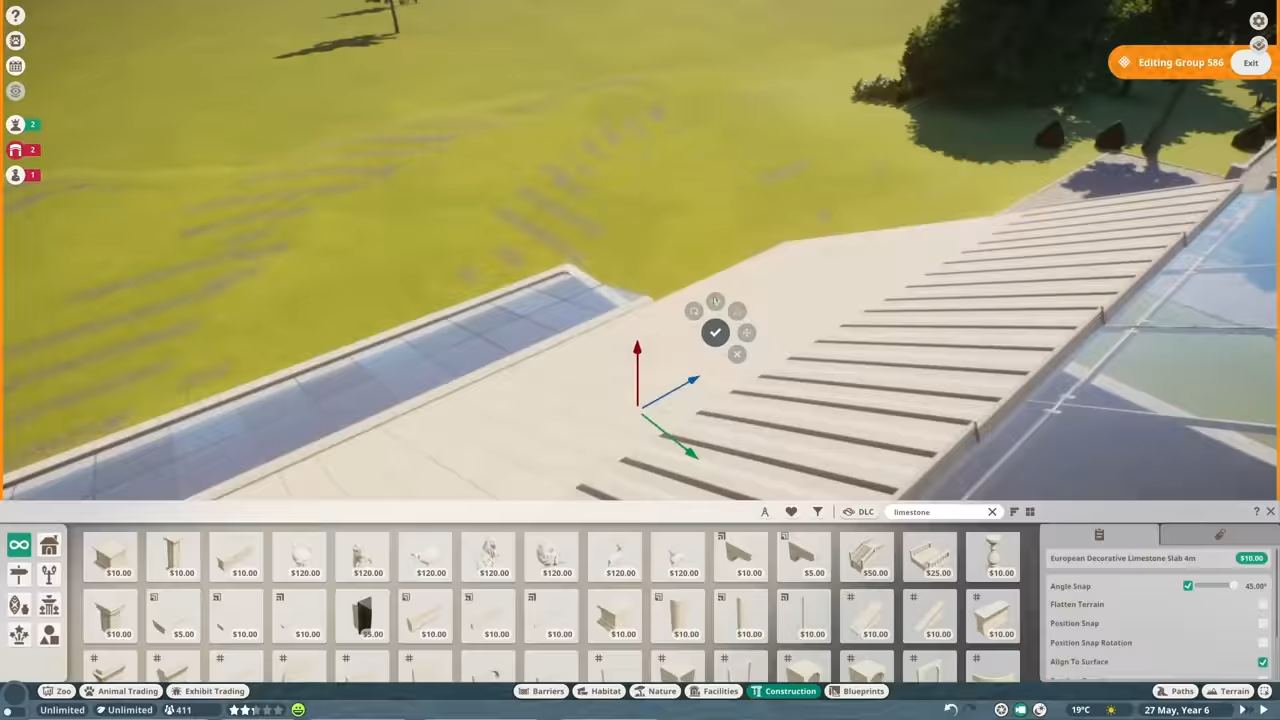 Editing Group 586
Exit
2
2
1
DLC
limestone
$10.00 $10.00 $10.00 $120.00 $120.00 $120.00 $120.00 $120.00 $120.00 $120.00 $10.00 $5.00 $50.00 $25.00 $10.00
$10.00 $5.00 $10.00 $10.00 $5.00 $10.00 $10.00 $10.00 $10.00 $10.00 $10.00 $10.00 $10.00 $10.00 $10.00
European Decorative Limestone Slab 4m $10.00
Angle Snap 45.00°
Flatten Terrain
Position Snap
Position Snap Rotation
Align To Surface
Zoo Animal Trading Exhibit Trading Barriers Habitat Nature Facilities Construction Blueprints Paths Terrain
Unlimited Unlimited 411 19°C 27 May, Year 6